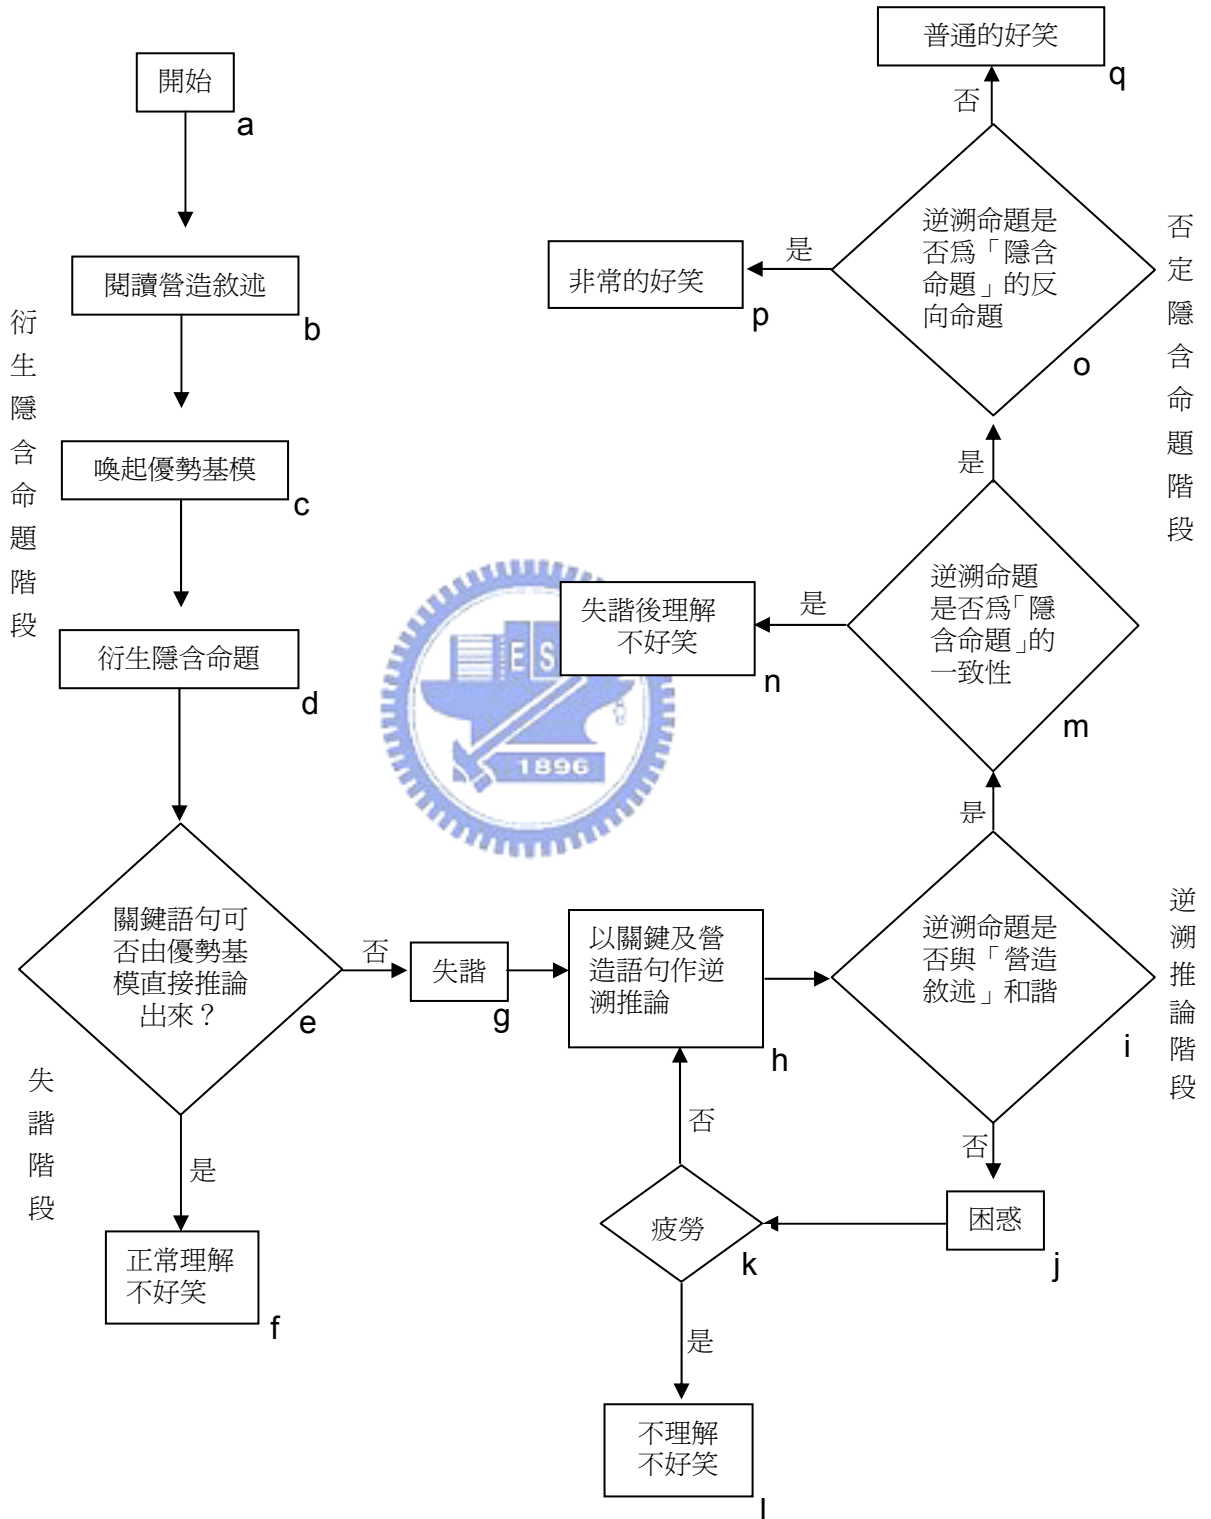 開始
a
閱讀營造敘述
b
喚起優勢基模
c
衍生隱含命題
d
衍生隱含命題階段
關鍵語句可
否由優勢基
模直接推論
出來？
e
失諧階段
是
正常理解
不好笑
f
否
失諧
g
以關鍵及營
造語句作逆
溯推論
h
逆溯命題是
否與「營造
敘述」和諧
i
逆溯推論階段
否
困惑
j
疲勞
k
否
是
不理解
不好笑
l
是
逆溯命題
是否爲「隱
含命題」的
一致性
m
是
失諧後理解
不好笑
n
是
逆溯命題是
否爲「隱含
命題」的反
向命題
o
否定隱含命題階段
是
非常的好笑
p
否
普通的好笑
q
ES
1896